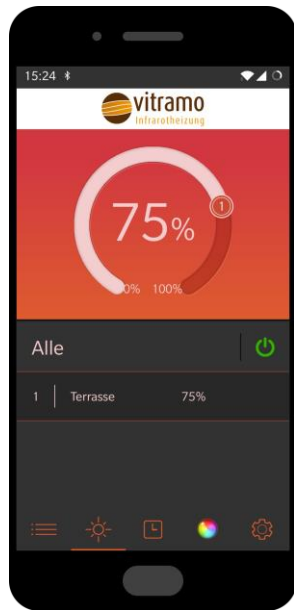 15:24
vitramo
Infrarotheizung
1
75%
0% 100%
Alle
1 Terrasse 75%